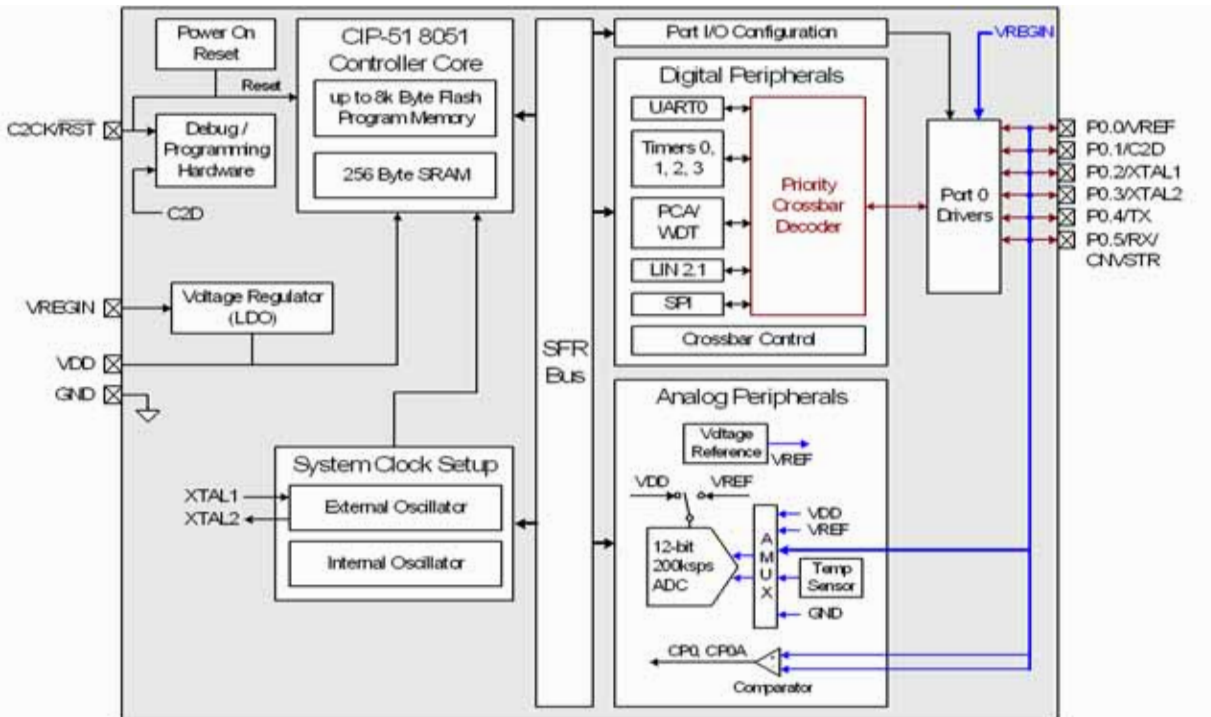 Power On
Reset
Reset
C2CK/RST
Debug /
Programming
Hardware
C2D
CIP-51 8051
Controller Core
up to 8k Byte Flash
Program Memory
256 Byte SRAM
VREGIN
Voltage Regulator
(LDO)
VDD
GND
System Clock Setup
XTAL1
XTAL2
External Oscillator
Internal Oscillator
SFR
Bus
Port I/O Configuration
Digital Peripherals
UART0
Timers 0,
1, 2, 3
PCA/
WDT
LIN 2.1
SPI
Priority
Crossbar
Decoder
Crossbar Control
VREGIN
Port 0
Drivers
P0.0/VREF
P0.1/C2D
P0.2/XTAL1
P0.3/XTAL2
P0.4/TX
P0.5/RX/
CNVSTR
Analog Peripherals
Voltage
Reference
VREF
VDD
VREF
12-bit
200ksps
ADC
A
M
U
X
VDD
VREF
Temp
Sensor
GND
CP0, CP0A
+
-
Comparator